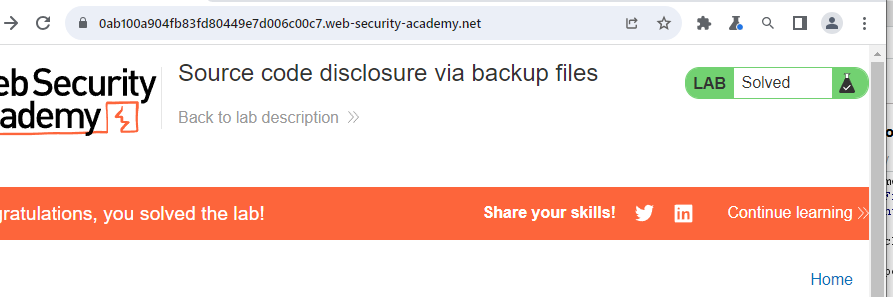 0ab100a904fb83fd80449e7d006c00c7.web-security-academy.net
eb Security
ademy
Source code disclosure via backup files
Back to lab description
LAB Solved
gratulations, you solved the lab!
Share your skills!
Continue learning
Home